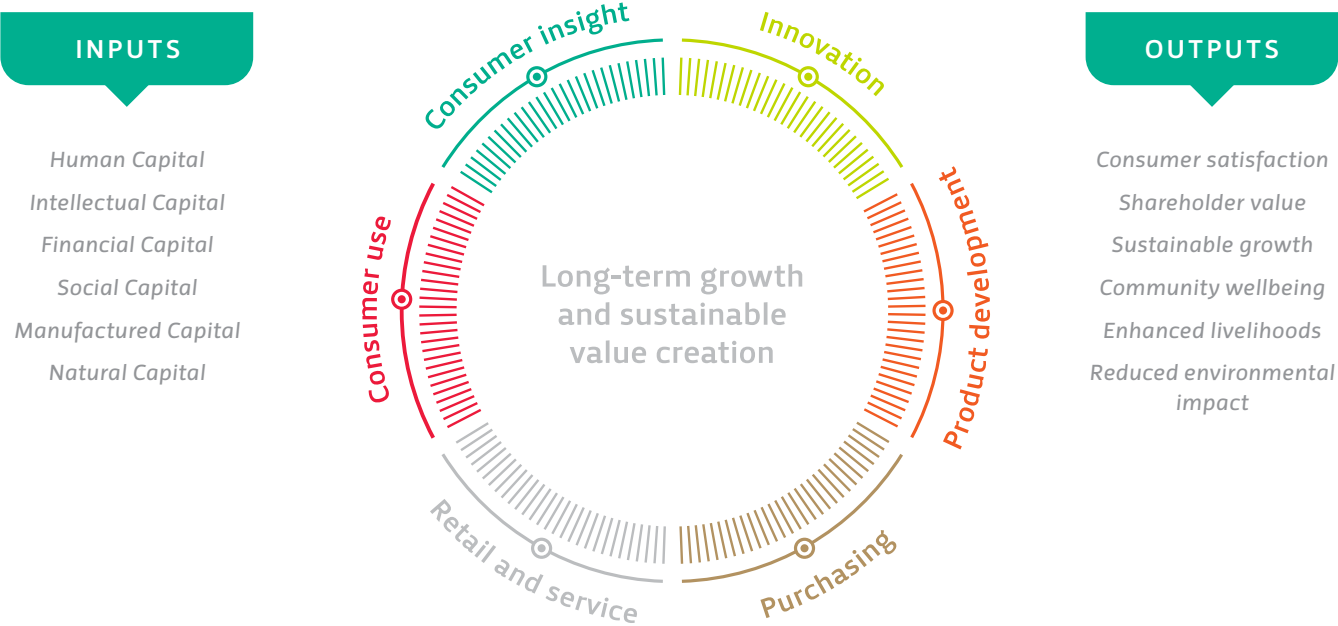 INPUTS
Human Capital
Intellectual Capital
Financial Capital
Social Capital
Manufactured Capital
Natural Capital
Consumer insight
Innovation
Product development
Purchasing
Retail and service
Consumer use
Long-term growth
and sustainable
value creation
OUTPUTS
Consumer satisfaction
Shareholder value
Sustainable growth
Community wellbeing
Enhanced livelihoods
Reduced environmental
impact